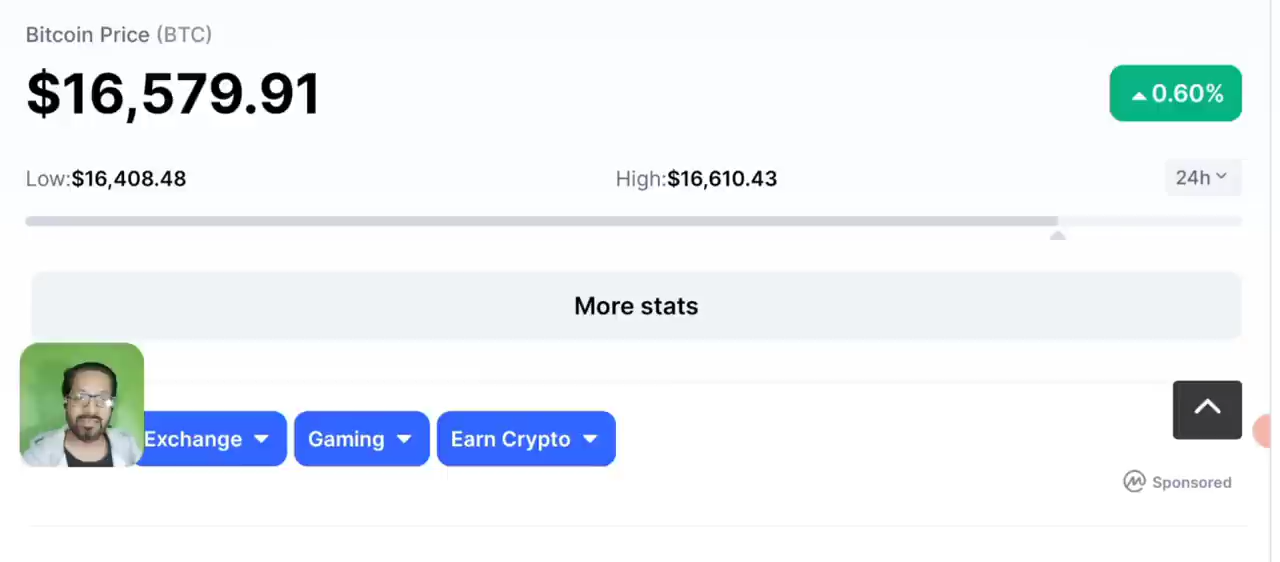 Bitcoin Price (BTC)
$16,579.91
0.60%
Low:$16,408.48 High:$16,610.43 24h
More stats
Exchange Gaming Earn Crypto
Sponsored